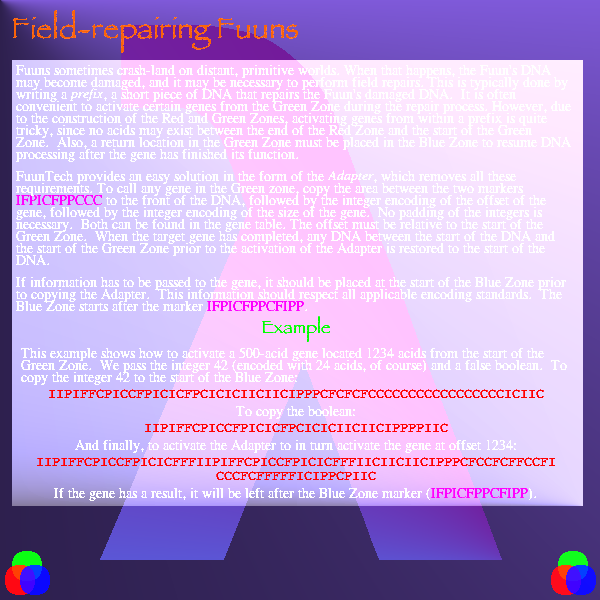 Field-repairing Fuuns
Fuuns sometimes crash-land on distant, primitive worlds. When that happens, the Fuun's DNA
may become damaged, and it may be necessary to perform field repairs. This is typically done by
writing a prefix, a short piece of DNA that repairs the Fuun's damaged DNA. It is often
convenient to activate certain genes from the Green Zone during the repair process. However, due
to the construction of the Red and Green Zones, activating genes from within a prefix is quite
tricky, since no acids may exist between the end of the Red Zone and the start of the Green
Zone. Also, a return location in the Green Zone must be placed in the Blue Zone to resume DNA
processing after the gene has finished its function.
FuunTech provides an easy solution in the form of the Adapter, which removes all these
requirements. To call any gene in the Green zone, copy the area between the two markers
IFPICFPPCCC to the front of the DNA, followed by the integer encoding of the offset of the
gene, followed by the integer encoding of the size of the gene. No padding of the integers is
necessary. Both can be found in the gene table. The offset must be relative to the start of the
Green Zone. When the target gene has completed, any DNA between the start of the DNA and
the start of the Green Zone prior to the activation of the Adapter is restored to the start of the
DNA.
If information has to be passed to the gene, it should be placed at the start of the Blue Zone prior
to copying the Adapter. This information should respect all applicable encoding standards. The
Blue Zone starts after the marker IFPICFPPCFIPP.
Example
This example shows how to activate a 500-acid gene located 1234 acids from the start of the
Green Zone. We pass the integer 42 (encoded with 24 acids, of course) and a false boolean. To
copy the integer 42 to the start of the Blue Zone:
IIPIFFCPICCFPICICFFCPCICICIICIICIPPPCFCFCFCCCCCCCCCCCCCCCCCICIIC
To copy the boolean:
IIPIFFCPICCFPICICFPCICICIICIICIPPPPIIC
And finally, to activate the Adapter to in turn activate the gene at offset 1234:
IIPIFFCPICCFPICICFFFIIPIFFCPICCFPICICFFFIICIICIICIPPPCFCCFCFFCCFI
CCCFCFFFFFICIPPCPIIC
If the gene has a result, it will be left after the Blue Zone marker (IFPICFPPCFIPP).